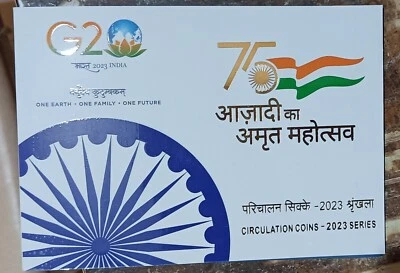 G20
भारत 2023 INDIA
वसुधैव कुटुम्बकम्
ONE EARTH • ONE FAMILY • ONE FUTURE
75
आज़ादी का
अमृत महोत्सव
परिचालन सिक्के -2023 श्रृंखला
CIRCULATION COINS - 2023 SERIES